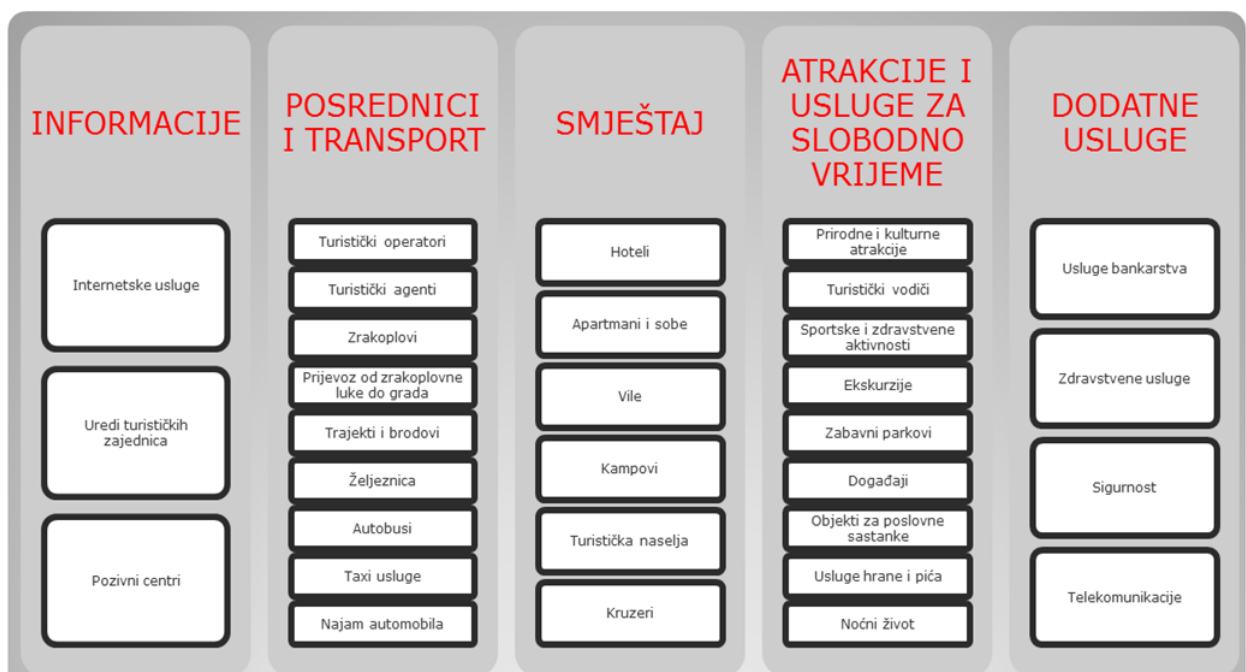 INFORMACIJE
Internetske usluge
Uredi turističkih
zajednica
Pozivni centri
POSREDNICI
I TRANSPORT
Turistički operatori
Turistički agenti
Zrakoplovi
Prijevoz od zrakoplovne
luke do grada
Trajekti i brodovi
Željeznica
Autobusi
Taxi usluge
Najam automobila
SMJEŠTAJ
Hoteli
Apartmani i sobe
Vile
Kampovi
Turistička naselja
Kruzeri
ATRAKCIJE I
USLUGE ZA
SLOBODNO
VRIJEME
Prirodne i kulturne
atrakcije
Turistički vodiči
Sportske i zdravstvene
aktivnosti
Ekskurzije
Zabavni parkovi
Događaji
Objekti za poslovne
sastanke
Usluge hrane i pića
Noćni život
DODATNE
USLUGE
Usluge bankarstva
Zdravstvene usluge
Sigurnost
Telekomunikacije